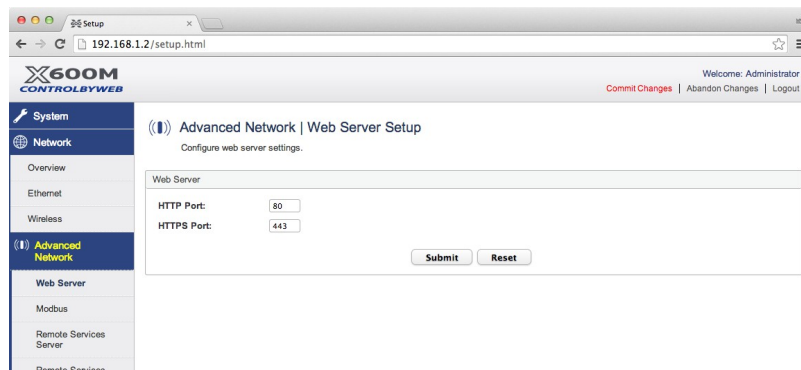 Setup
192.168.1.2/setup.html
X600M
CONTROLBYWEB
Welcome: Administrator
Commit Changes | Abandon Changes | Logout
System
Network
Overview
Ethernet
Wireless
Advanced Network
Web Server
Modbus
Remote Services
Server
Remote Services
Advanced Network | Web Server Setup
Configure web server settings.
Web Server
HTTP Port: 80
HTTPS Port: 443
Submit Reset